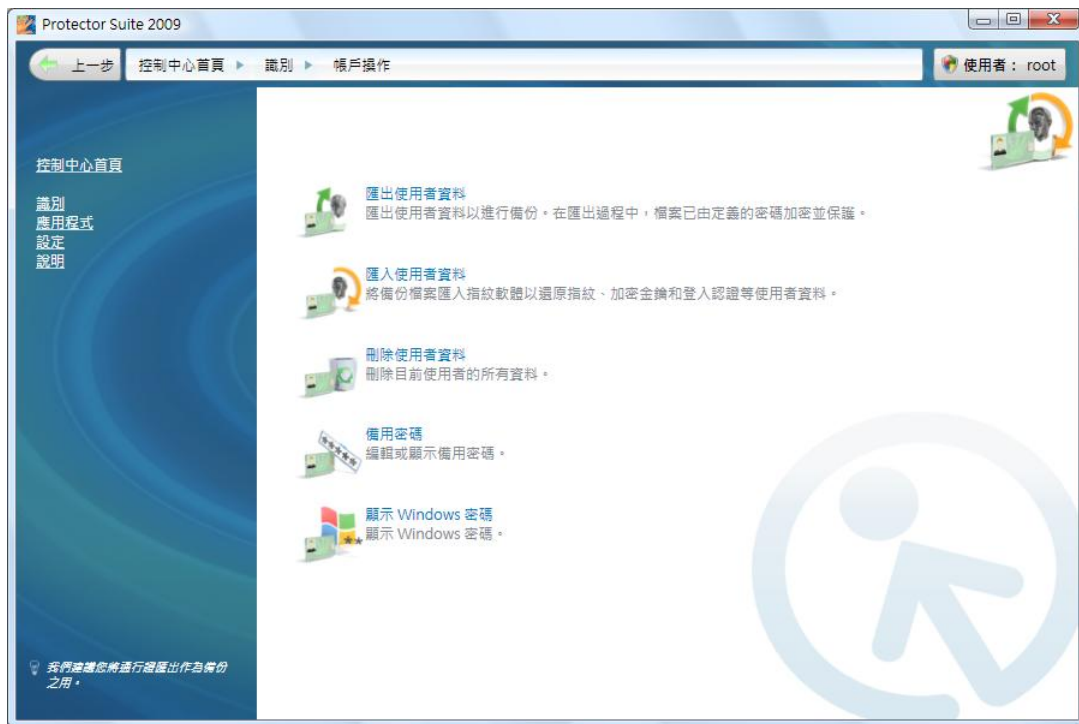 Protector Suite 2009
上一步
控制中心首頁
識別
帳戶操作
使用者： root
控制中心首頁
識別
應用程式
設定
說明
匯出使用者資料
匯出使用者資料以進行備份。在匯出過程中，檔案已由定義的密碼加密並保護。
匯入使用者資料
將備份檔案匯入指紋軟體以還原指紋、加密金鑰和登入認證等使用者資料。
刪除使用者資料
刪除目前使用者的所有資料。
備用密碼
編輯或顯示備用密碼。
顯示 Windows 密碼
顯示 Windows 密碼。
我們建議您將通行證匯出作為備份
之用。